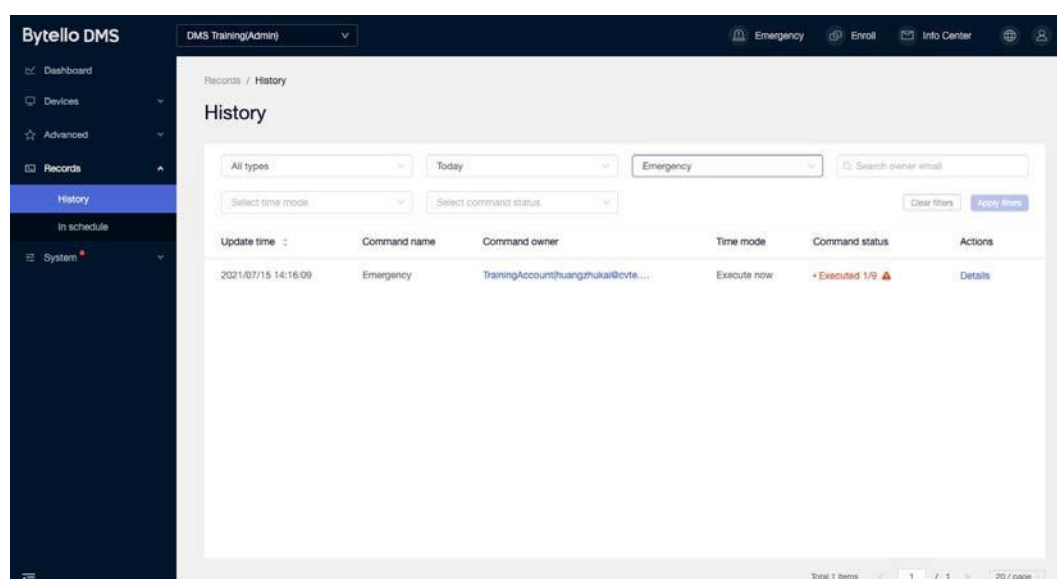 Bytello DMS
DMS Training(Admin)
Emergency
Enroll
Info Center
Dashboard
Devices
Advanced
Records
History
In schedule
System
Records / History
History
All types
Today
Emergency
Search owner email
Select time mode
Select command status
Clear filters
Apply filters
Update time
Command name
Command owner
Time mode
Command status
Actions
2021/07/15 14:16:09
Emergency
TrainingAccount(huangzhukai@cvte....
Execute now
• Executed 1/9
Details
Total 1 items
<
1
/ 1
>
20 / page